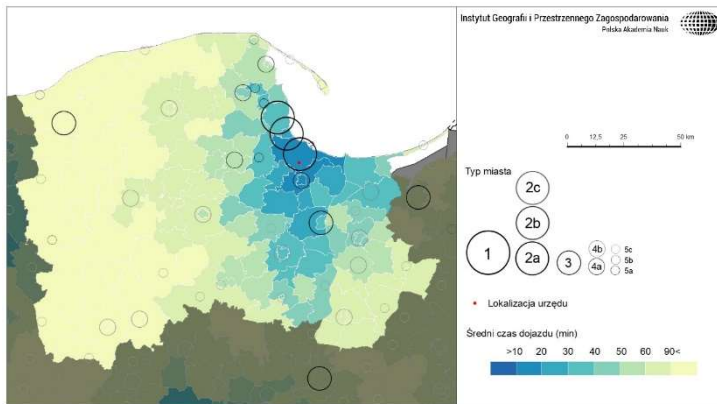 Instytut Geografii i Przestrzennego Zagospodarowania
Polska Akademia Nauk
0 12,5 25 50 km
Typ miasta
2c
2b
1 2a 3 4b 4a 5c 5b 5a
Lokalizacja urzędu
Średni czas dojazdu (min)
>10 20 30 40 50 60 90<